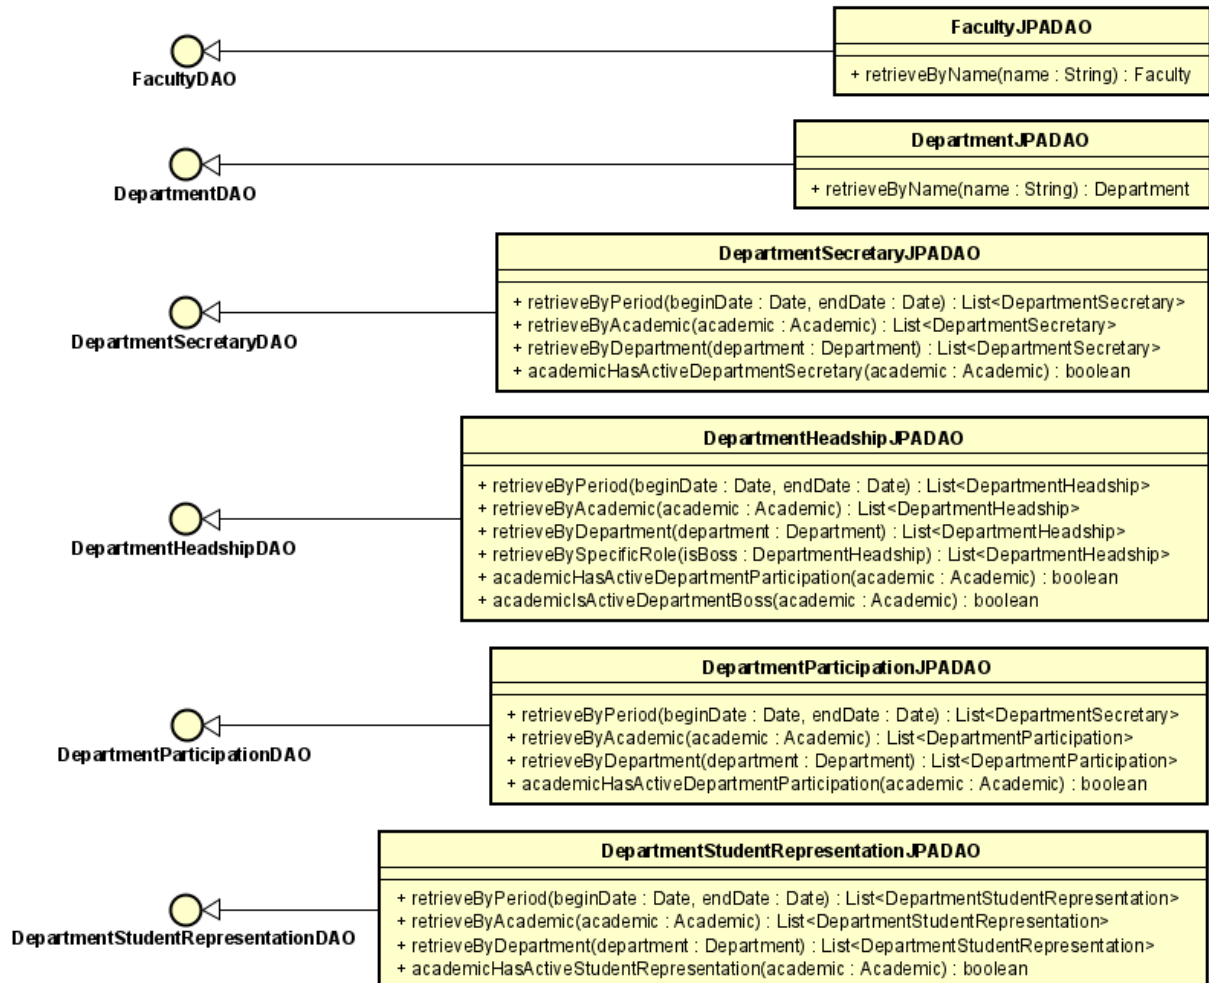 FacultyJPADAO
+ retrieveByName(name : String) : Faculty
FacultyDAO
DepartmentJPADAO
+ retrieveByName(name : String) : Department
DepartmentDAO
DepartmentSecretaryJPADAO
+ retrieveByPeriod(beginDate : Date, endDate : Date) : List<DepartmentSecretary>
+ retrieveByAcademic(academic : Academic) : List<DepartmentSecretary>
+ retrieveByDepartment(department : Department) : List<DepartmentSecretary>
+ academicHasActiveDepartmentSecretary(academic : Academic) : boolean
DepartmentSecretaryDAO
DepartmentHeadshipJPADAO
+ retrieveByPeriod(beginDate : Date, endDate : Date) : List<DepartmentHeadship>
+ retrieveByAcademic(academic : Academic) : List<DepartmentHeadship>
+ retrieveByDepartment(department : Department) : List<DepartmentHeadship>
+ retrieveBySpecificRole(isBoss : DepartmentHeadship) : List<DepartmentHeadship>
+ academicHasActiveDepartmentParticipation(academic : Academic) : boolean
+ academicIsActiveDepartmentBoss(academic : Academic) : boolean
DepartmentHeadshipDAO
DepartmentParticipationJPADAO
+ retrieveByPeriod(beginDate : Date, endDate : Date) : List<DepartmentSecretary>
+ retrieveByAcademic(academic : Academic) : List<DepartmentParticipation>
+ retrieveByDepartment(department : Department) : List<DepartmentParticipation>
+ academicHasActiveDepartmentParticipation(academic : Academic) : boolean
DepartmentParticipationDAO
DepartmentStudentRepresentationJPADAO
+ retrieveByPeriod(beginDate : Date, endDate : Date) : List<DepartmentStudentRepresentation>
+ retrieveByAcademic(academic : Academic) : List<DepartmentStudentRepresentation>
+ retrieveByDepartment(department : Department) : List<DepartmentStudentRepresentation>
+ academicHasActiveStudentRepresentation(academic : Academic) : boolean
DepartmentStudentRepresentationDAO